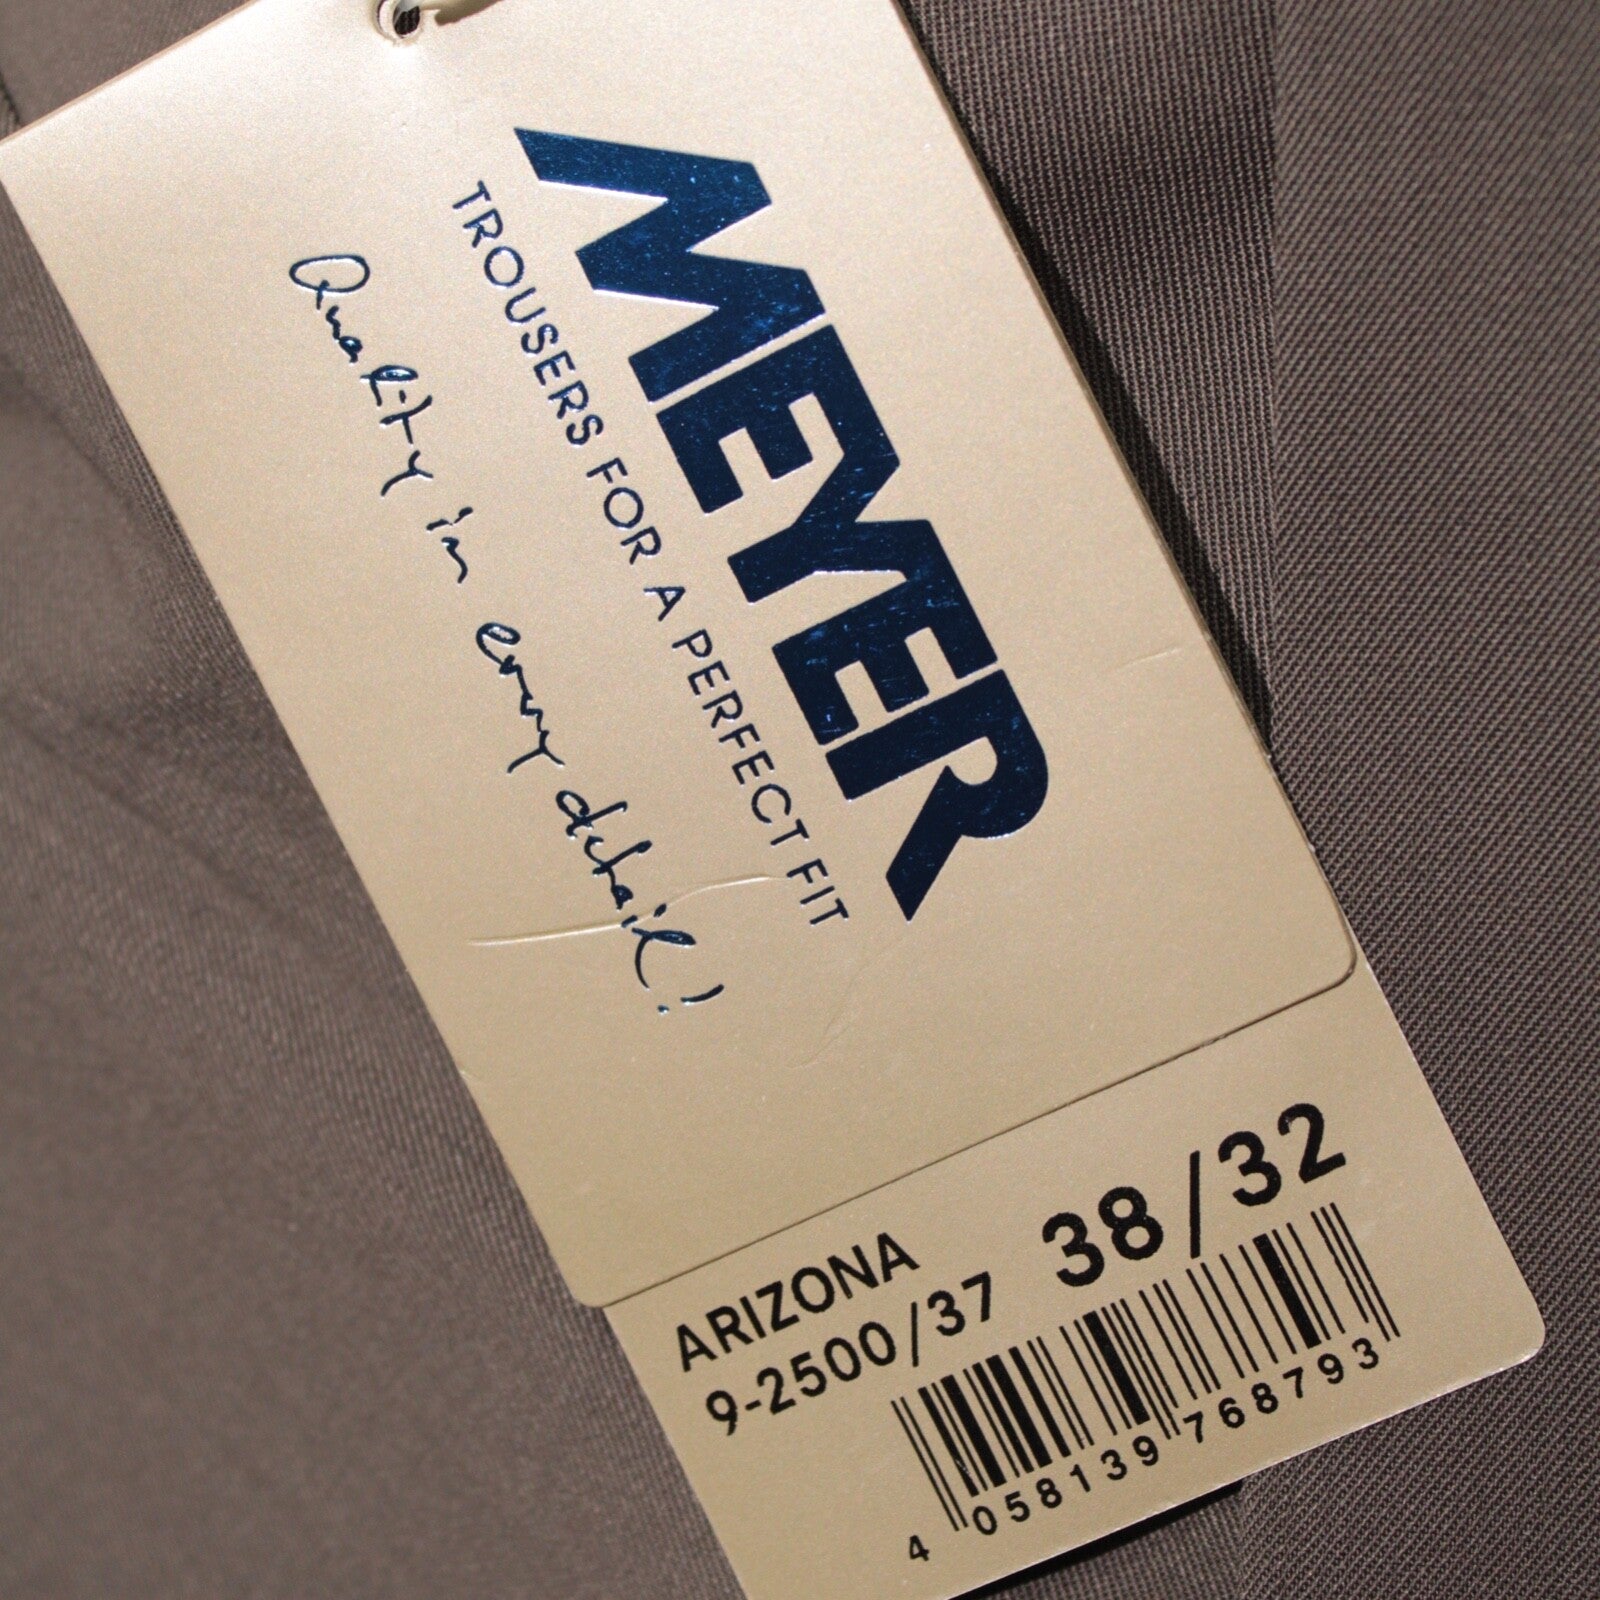 MEYER
TROUSERS FOR A PERFECT FIT
Quality in every detail!
ARIZONA
9-2500/37 38/32
4 058139 768793